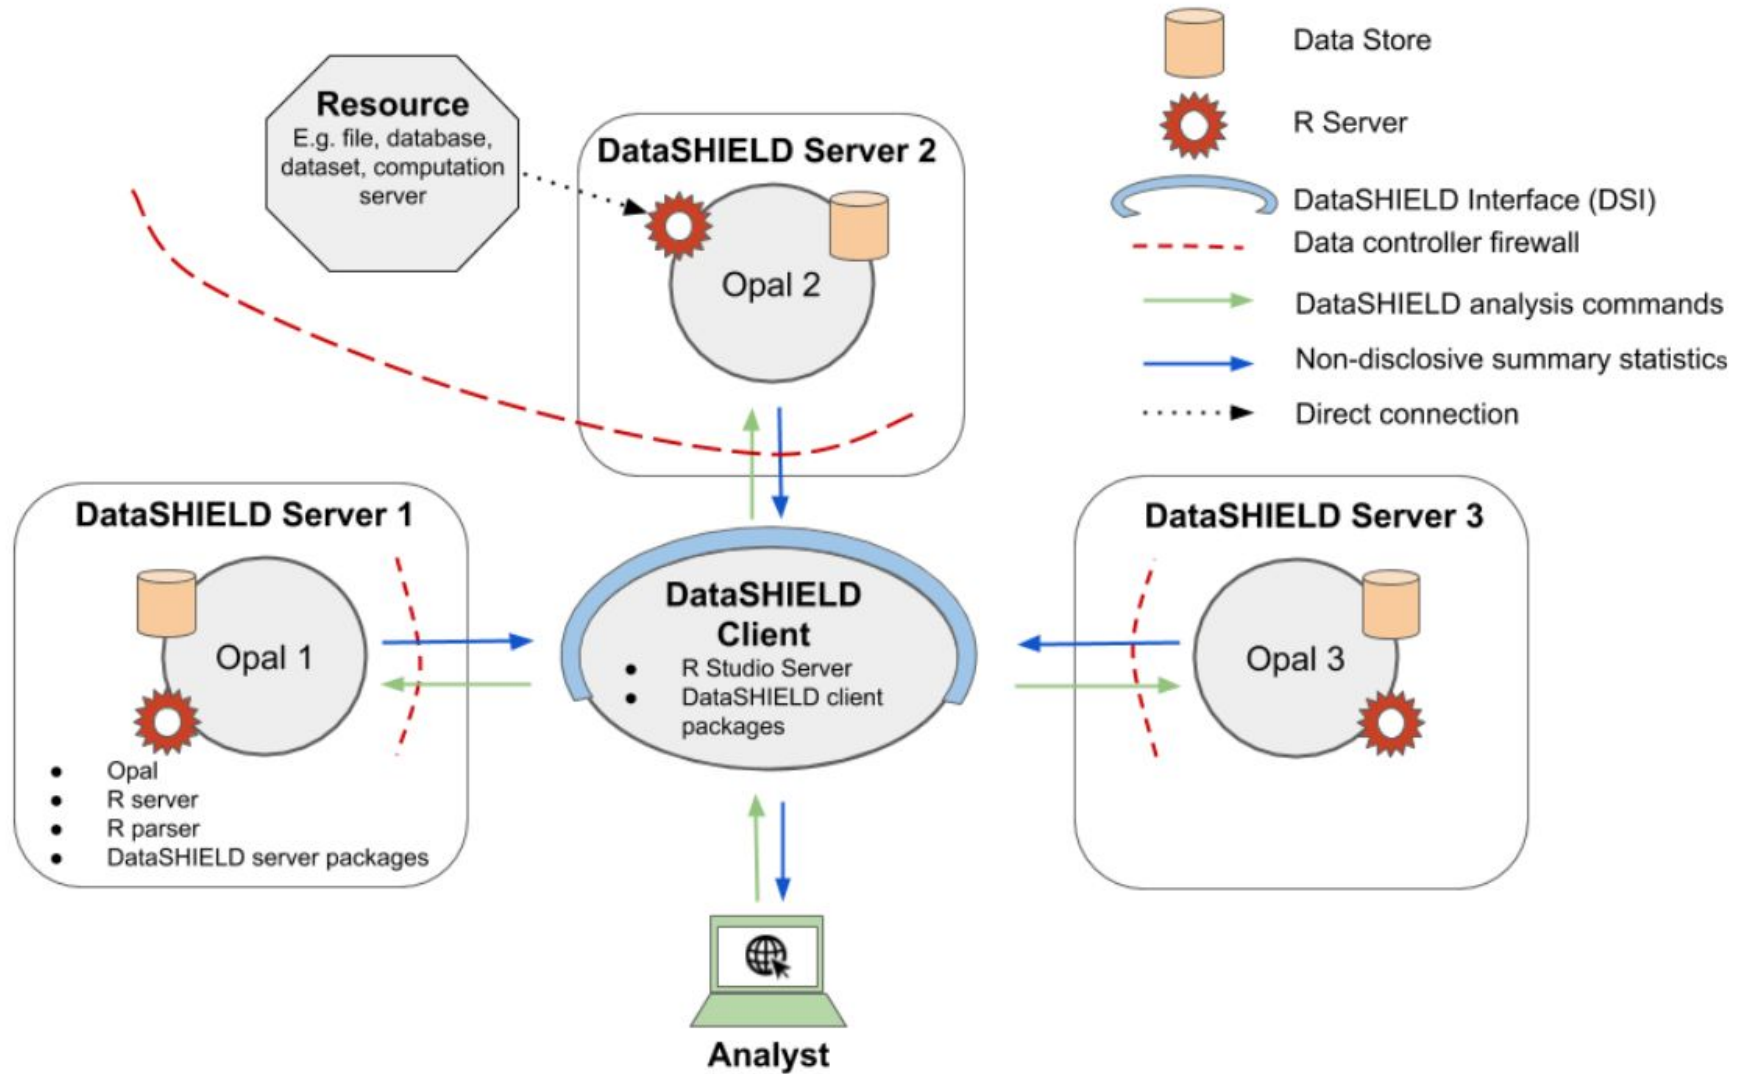 Resource
E.g. file, database,
dataset, computation
server
DataSHIELD Server 2
Opal 2
Data Store
R Server
DataSHIELD Interface (DSI)
Data controller firewall
DataSHIELD analysis commands
Non-disclosive summary statistics
Direct connection
DataSHIELD Server 1
Opal 1
● Opal
● R server
● R parser
● DataSHIELD server packages
DataSHIELD
Client
● R Studio Server
● DataSHIELD client
packages
DataSHIELD Server 3
Opal 3
Analyst